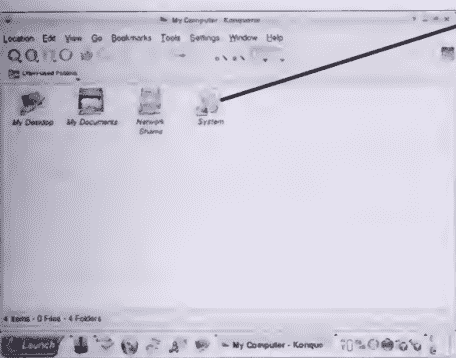 My Computer - Konqueror
Location Edit View Go Bookmarks Tools Settings Window Help
My Desktop My Documents Network Shares System
4 Items - 0 Files - 4 Folders
Launch My Computer - Konque